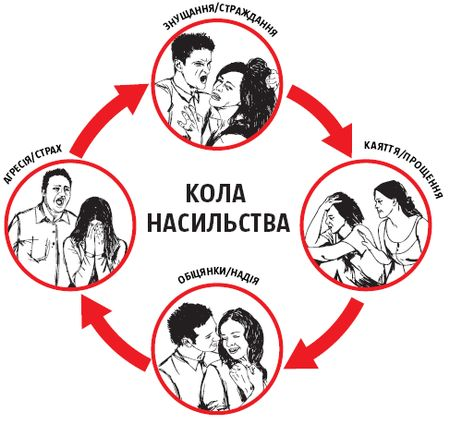 ЗНУЩАННЯ/СТРАЖДАННЯ
АГРЕСІЯ/СТРАХ
КАЯТТЯ/ПРОЩЕННЯ
КОЛА
НАСИЛЬСТВА
ОБІЦЯНКИ/НАДІЯ